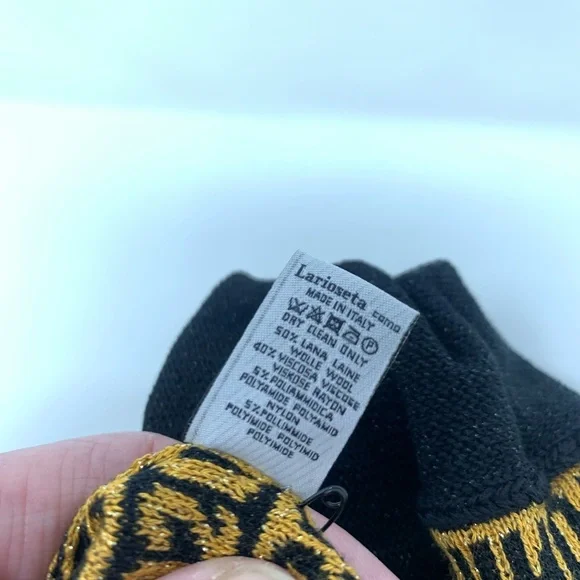 Larioseta como
MADE IN ITALY
DRY CLEAN ONLY
50% LANA LAINE
WOLLE WOOL
40% VISCOSA VISCOSE
VISKOSE RAYON
5% POLIAMMIDICA
POLYAMIDE POLYAMID
NYLON
5% POLIIMMIDE
POLYIMIDE POLYIMID
POLYIMIDE